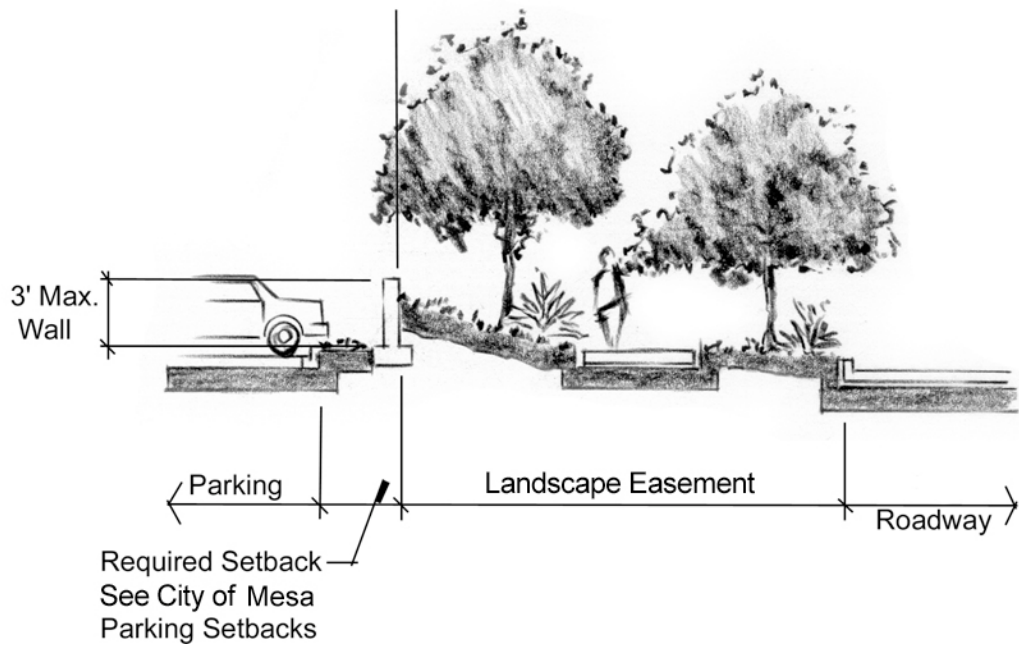 3' Max.
Wall
Parking
Landscape Easement
Roadway
Required Setback
See City of Mesa
Parking Setbacks